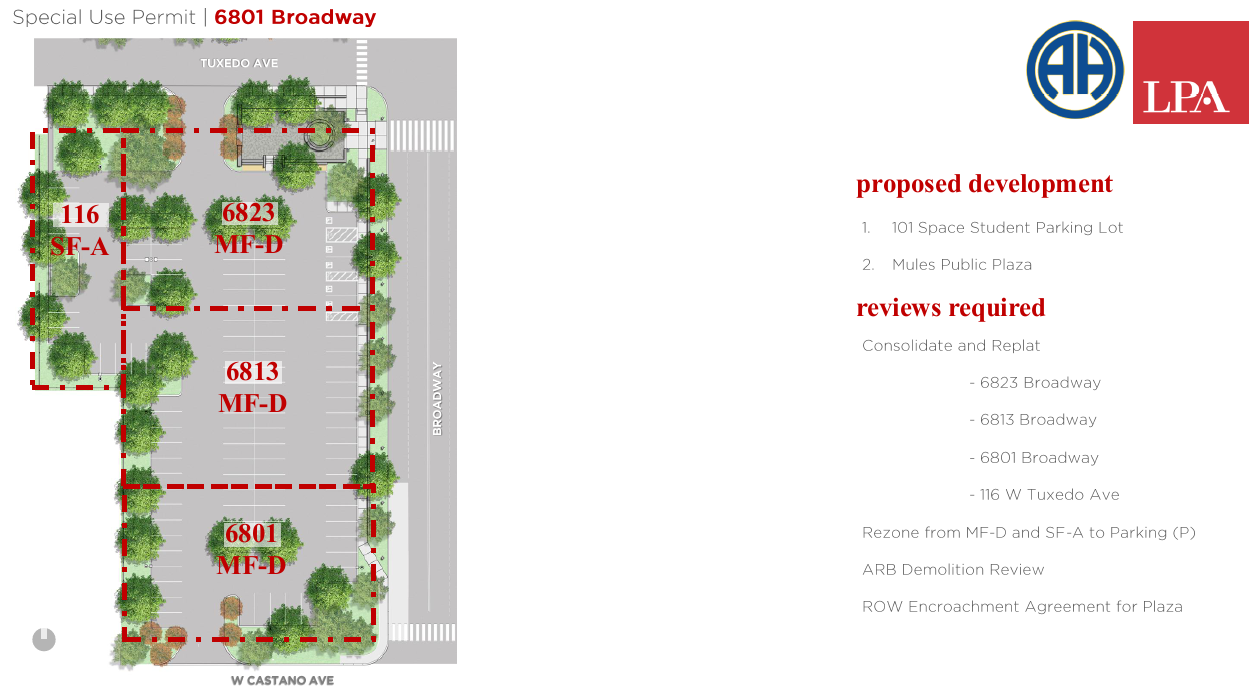 Special Use Permit | 6801 Broadway
TUXEDO AVE
116
SF-A
6823
MF-D
6813
MF-D
BROADWAY
6801
MF-D
W CASTANO AVE
AH
LPA
proposed development
1. 101 Space Student Parking Lot
2. Mules Public Plaza
reviews required
Consolidate and Replat
- 6823 Broadway
- 6813 Broadway
- 6801 Broadway
- 116 W Tuxedo Ave
Rezone from MF-D and SF-A to Parking (P)
ARB Demolition Review
ROW Encroachment Agreement for Plaza